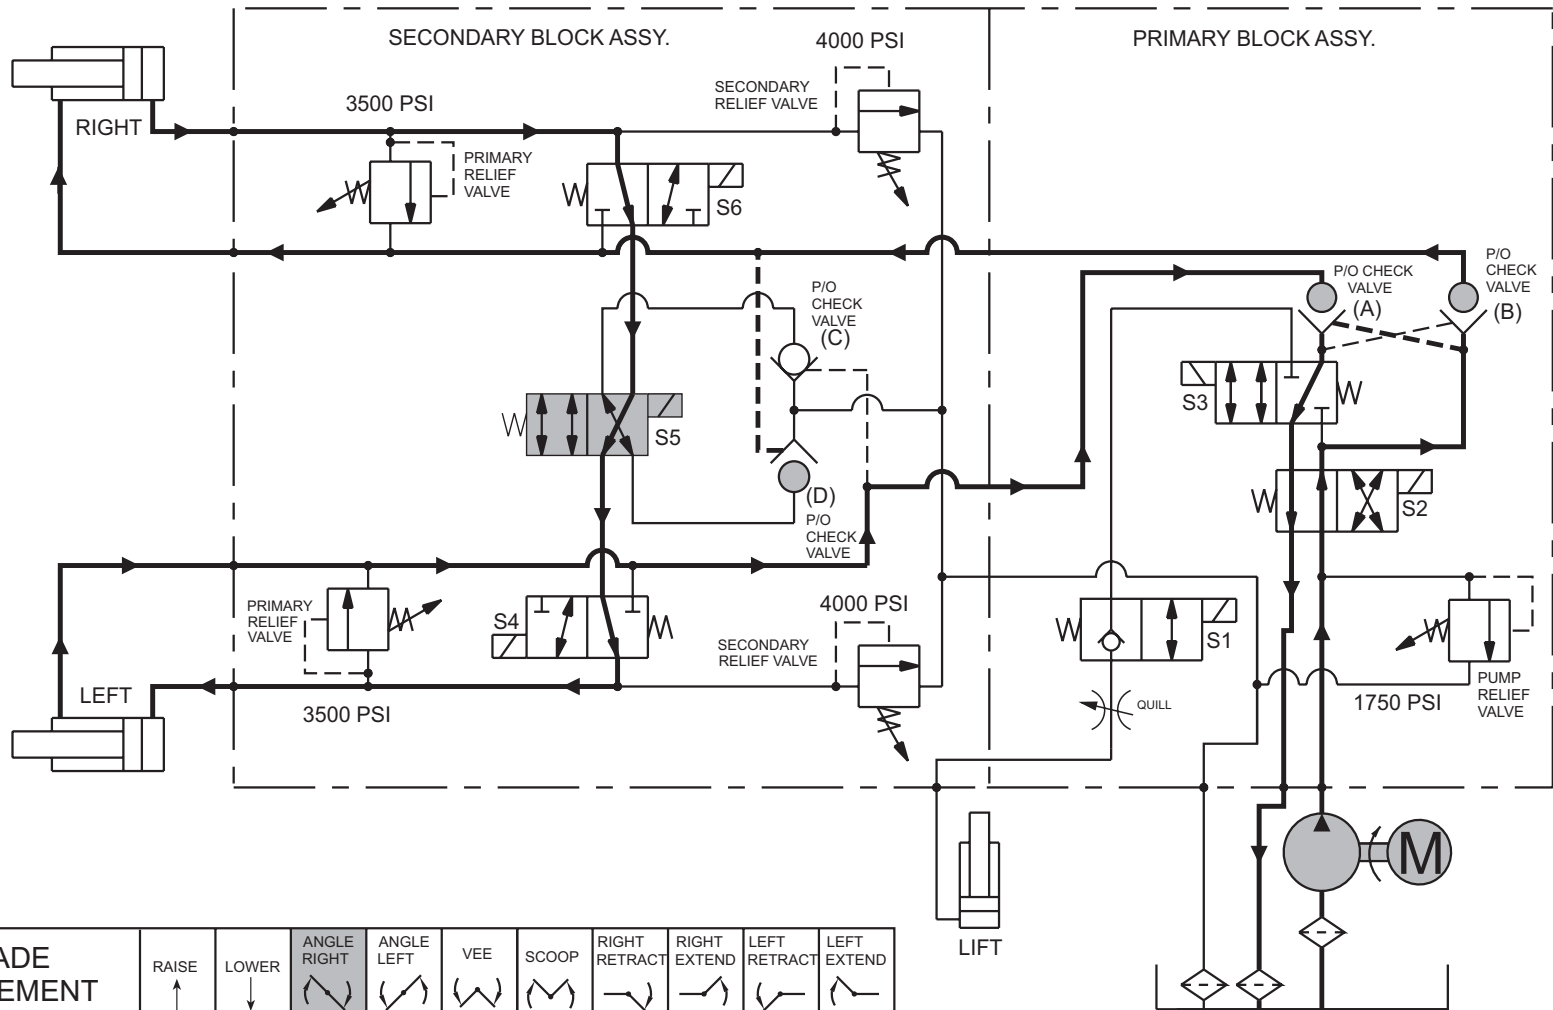 SECONDARY BLOCK ASSY.
4000 PSI
PRIMARY BLOCK ASSY.
SECONDARY
RELIEF VALVE
3500 PSI
RIGHT
PRIMARY
RELIEF
VALVE
S6
P/O
CHECK
VALVE
(C)
P/O CHECK
VALVE
(A)
P/O
CHECK
VALVE
(B)
S3
S5
(D)
P/O
CHECK
VALVE
S2
PRIMARY
RELIEF
VALVE
S4
4000 PSI
SECONDARY
RELIEF VALVE
S1
LEFT
3500 PSI
QUILL
1750 PSI
PUMP
RELIEF
VALVE
M
LIFT
ADE
EMENT
RAISE
LOWER
ANGLE
RIGHT
ANGLE
LEFT
VEE
SCOOP
RIGHT
RETRACT
RIGHT
EXTEND
LEFT
RETRACT
LEFT
EXTEND